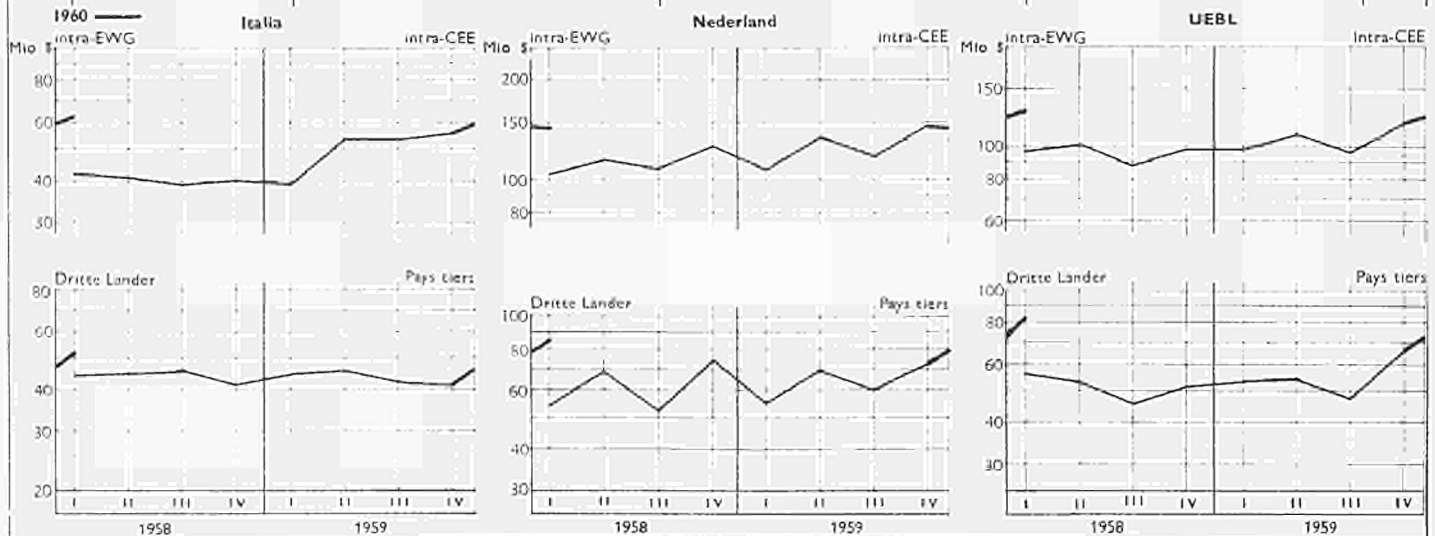 1960
Italia
Nederland
UEBL
Mio $
intra-EWG
intra-CEE
Mio $
intra-EWG
intra-CEE
Mio $
intra-EWG
intra-CEE
80
60
40
30
200
150
100
80
150
100
80
60
Dritte Lander
Pays tiers
Dritte Lander
Pays tiers
Dritte Lander
Pays tiers
80
60
40
30
20
100
80
60
40
30
100
80
60
40
30
I II III IV I II III IV
I II III IV I II III IV
I II III IV I II III IV
1958 1959
1958 1959
1958 1959